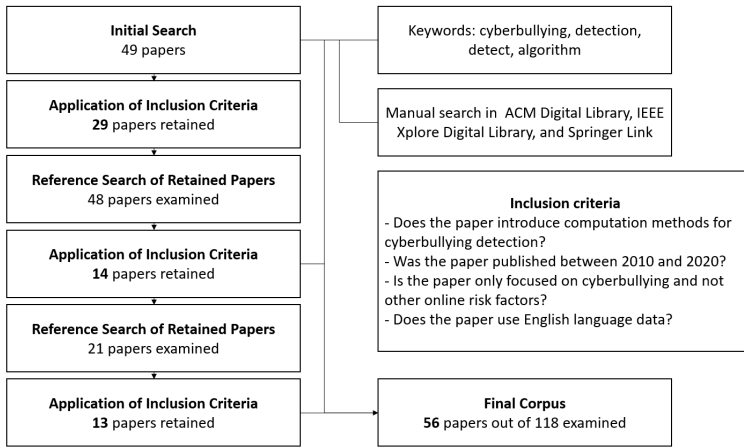 Initial Search
49 papers
Application of Inclusion Criteria
29 papers retained
Reference Search of Retained Papers
48 papers examined
Application of Inclusion Criteria
14 papers retained
Reference Search of Retained Papers
21 papers examined
Application of Inclusion Criteria
13 papers retained
Keywords: cyberbullying, detection,
detect, algorithm
Manual search in ACM Digital Library, IEEE
Xplore Digital Library, and Springer Link
Inclusion criteria
- Does the paper introduce computation methods for
cyberbullying detection?
- Was the paper published between 2010 and 2020?
- Is the paper only focused on cyberbullying and not
other online risk factors?
- Does the paper use English language data?
Final Corpus
56 papers out of 118 examined